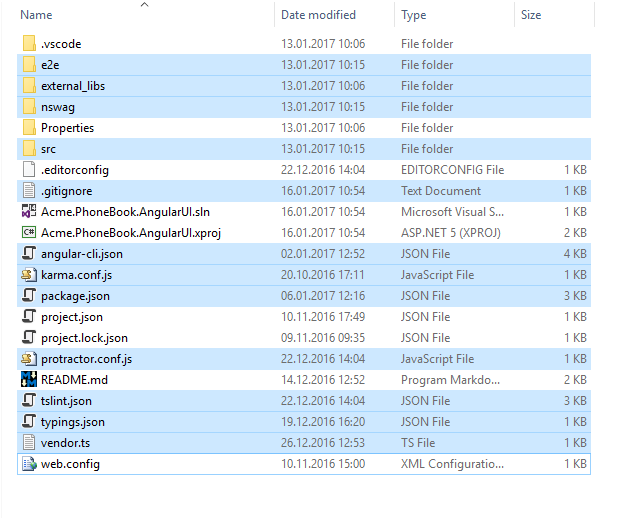 Name Date modified Type Size
.vscode 13.01.2017 10:06 File folder
e2e 13.01.2017 10:15 File folder
external_libs 13.01.2017 10:06 File folder
nswag 13.01.2017 10:15 File folder
Properties 13.01.2017 10:06 File folder
src 13.01.2017 10:15 File folder
.editorconfig 22.12.2016 14:04 EDITORCONFIG File 1 KB
.gitignore 16.01.2017 10:54 Text Document 1 KB
Acme.PhoneBook.AngularUI.sln 16.01.2017 10:54 Microsoft Visual S... 1 KB
Acme.PhoneBook.AngularUI.xproj 16.01.2017 10:54 ASP.NET 5 (XPROJ) 2 KB
angular-cli.json 02.01.2017 12:52 JSON File 4 KB
karma.conf.js 20.10.2016 17:11 JavaScript File 1 KB
package.json 06.01.2017 12:16 JSON File 3 KB
project.json 10.11.2016 17:49 JSON File 1 KB
project.lock.json 09.11.2016 09:35 JSON File 1 KB
protractor.conf.js 22.12.2016 14:04 JavaScript File 1 KB
README.md 14.12.2016 12:52 Program Markdo... 2 KB
tslint.json 22.12.2016 14:04 JSON File 3 KB
typings.json 19.12.2016 16:20 JSON File 1 KB
vendor.ts 26.12.2016 12:53 TS File 1 KB
web.config 10.11.2016 15:00 XML Configuratio... 1 KB